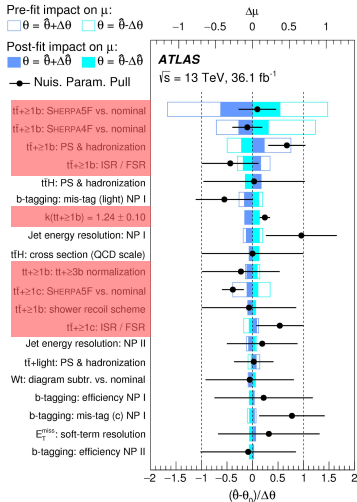 Pre-fit impact on μ:
θ = θ̂+Δθ θ = θ̂-Δθ
Post-fit impact on μ:
θ = θ̂+Δθ̂ θ = θ̂-Δθ̂
Nuis. Param. Pull
Δμ
−1 −0.5 0 0.5 1
ATLAS
√s = 13 TeV, 36.1 fb⁻¹
tt̄+≥1b: SHERPA5F vs. nominal
tt̄+≥1b: SHERPA4F vs. nominal
tt̄+≥1b: PS & hadronization
tt̄+≥1b: ISR / FSR
tt̄H: PS & hadronization
b-tagging: mis-tag (light) NP I
k(tt̄+≥1b) = 1.24 ± 0.10
Jet energy resolution: NP I
tt̄H: cross section (QCD scale)
tt̄+≥1b: tt̄+≥3b normalization
tt̄+≥1c: SHERPA5F vs. nominal
tt̄+≥1b: shower recoil scheme
tt̄+≥1c: ISR / FSR
Jet energy resolution: NP II
tt̄+light: PS & hadronization
Wt: diagram subtr. vs. nominal
b-tagging: efficiency NP I
b-tagging: mis-tag (c) NP I
E_T^miss: soft-term resolution
b-tagging: efficiency NP II
−2 −1.5 −1 −0.5 0 0.5 1 1.5 2
(θ̂-θ₀)/Δθ